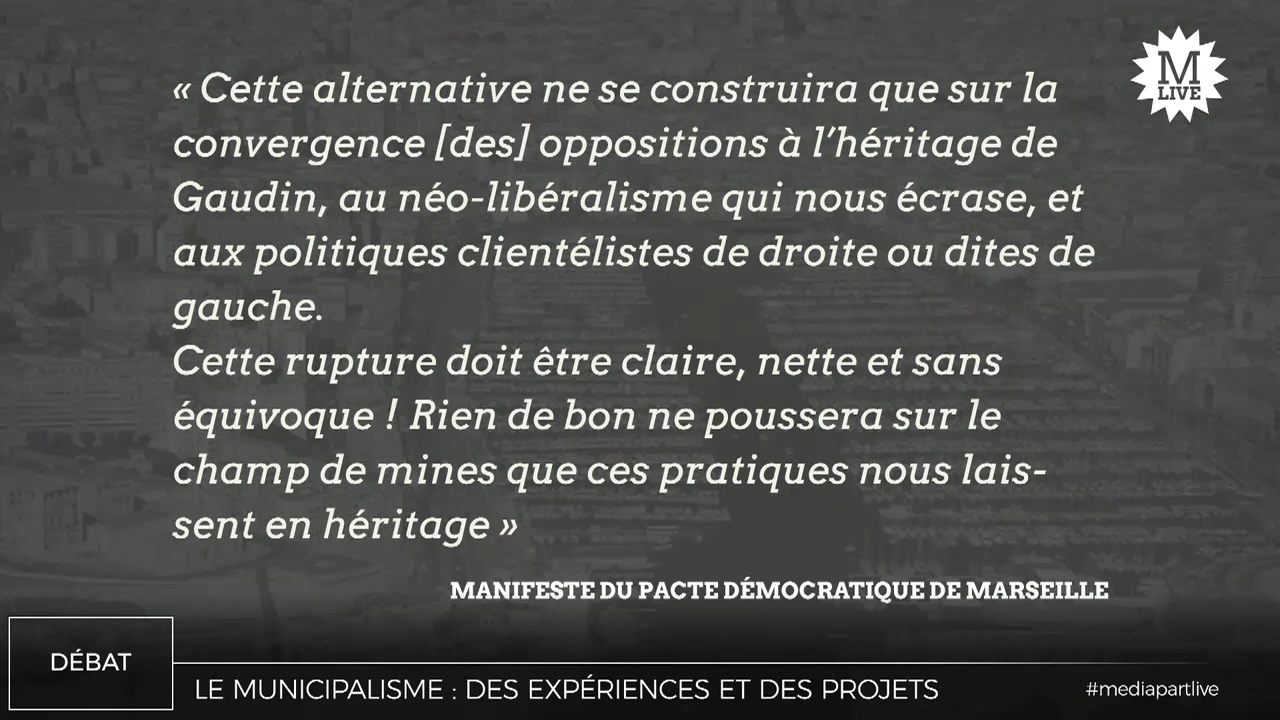 M
LIVE
« Cette alternative ne se construira que sur la
convergence [des] oppositions à l’héritage de
Gaudin, au néo-libéralisme qui nous écrase, et
aux politiques clientélistes de droite ou dites de
gauche.
Cette rupture doit être claire, nette et sans
équivoque ! Rien de bon ne poussera sur le
champ de mines que ces pratiques nous lais-
sent en héritage »
MANIFESTE DU PACTE DÉMOCRATIQUE DE MARSEILLE
DÉBAT
LE MUNICIPALISME : DES EXPÉRIENCES ET DES PROJETS
#mediapartlive